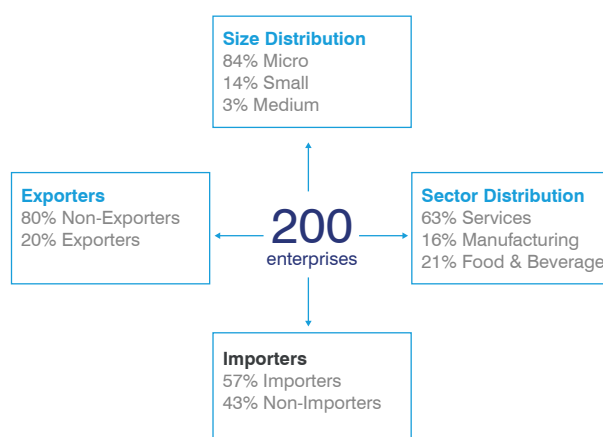 Size Distribution
84% Micro
14% Small
3% Medium
Exporters
80% Non-Exporters
20% Exporters
200
enterprises
Sector Distribution
63% Services
16% Manufacturing
21% Food & Beverage
Importers
57% Importers
43% Non-Importers